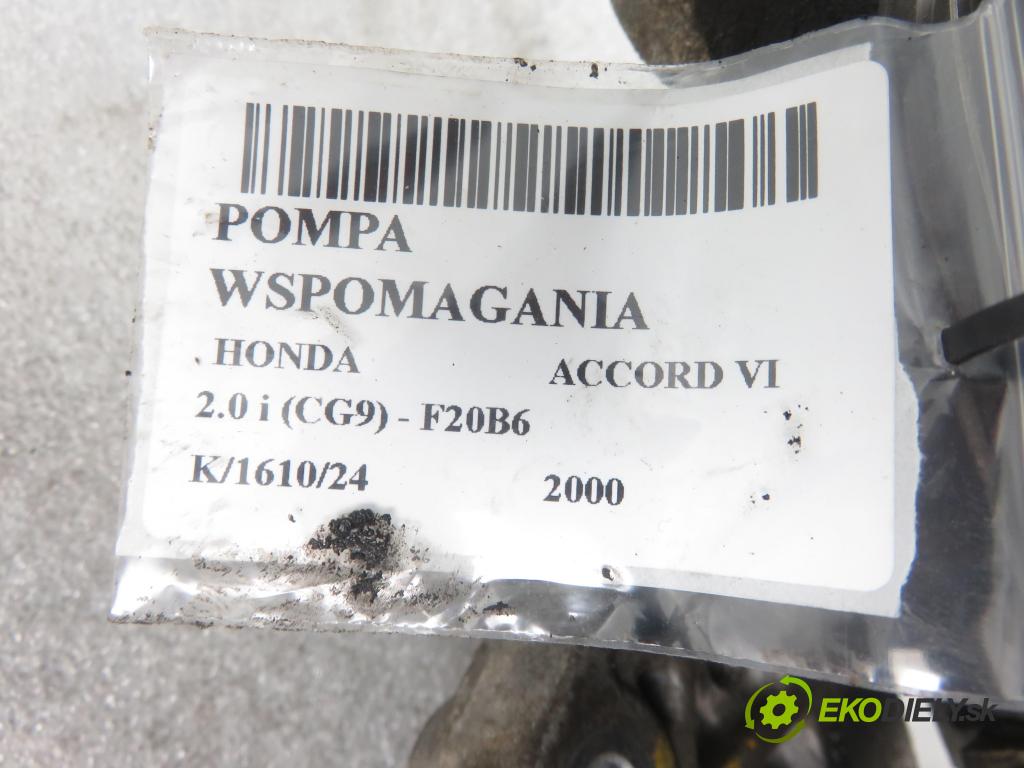 POMPA
WSPOMAGANIA
HONDA ACCORD VI
2.0 i (CG9) - F20B6
K/1610/24 2000
EKODIELY.sk